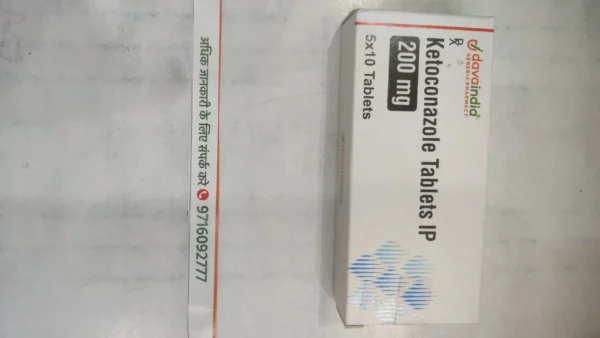 davaindia®
GENERIC PHARMACY
Rx
Ketoconazole Tablets IP
200 mg
5x10 Tablets
अधिक जानकारी के लिए संपर्क करे 9716092777